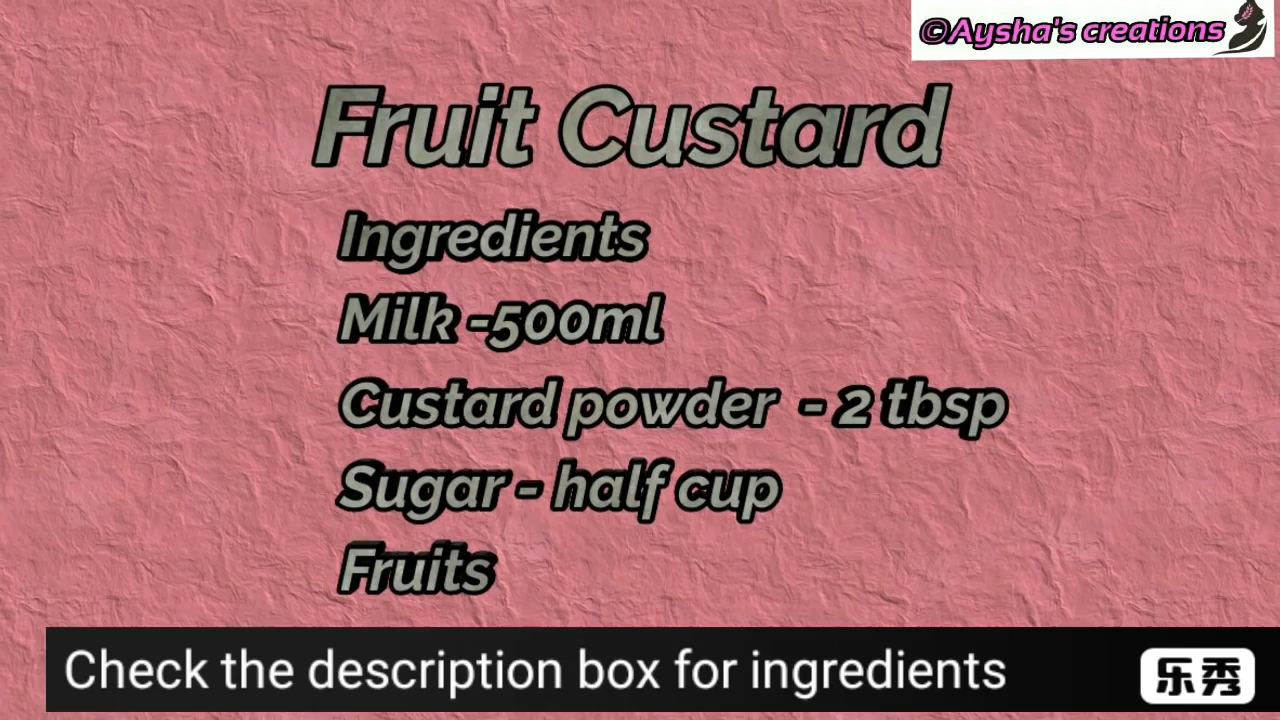 ©Aysha's creations
Fruit Custard
Ingredients
Milk -500ml
Custard powder - 2 tbsp
Sugar - half cup
Fruits
Check the description box for ingredients
乐秀